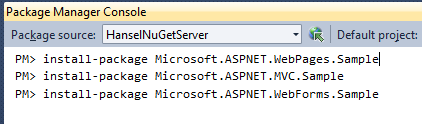 Package Manager Console
Package source: HanselNuGetServer Default project:
PM> install-package Microsoft.ASPNET.WebPages.Sample
PM> install-package Microsoft.ASPNET.MVC.Sample
PM> install-package Microsoft.ASPNET.WebForms.Sample